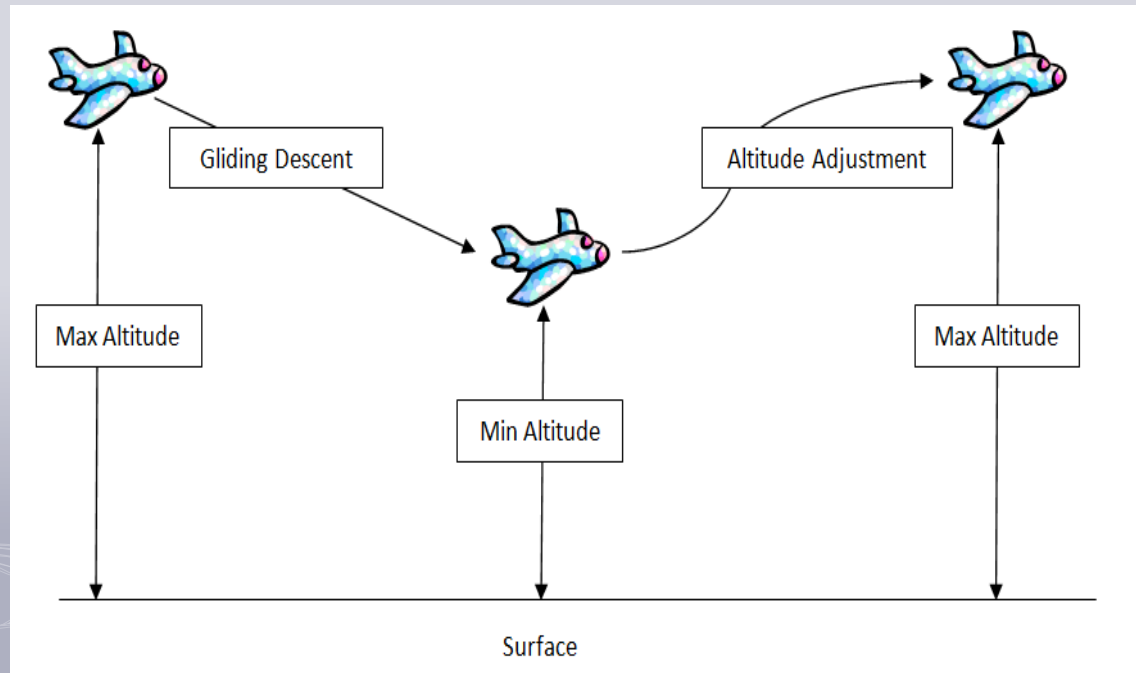 Gliding Descent
Altitude Adjustment
Max Altitude
Max Altitude
Min Altitude
Surface